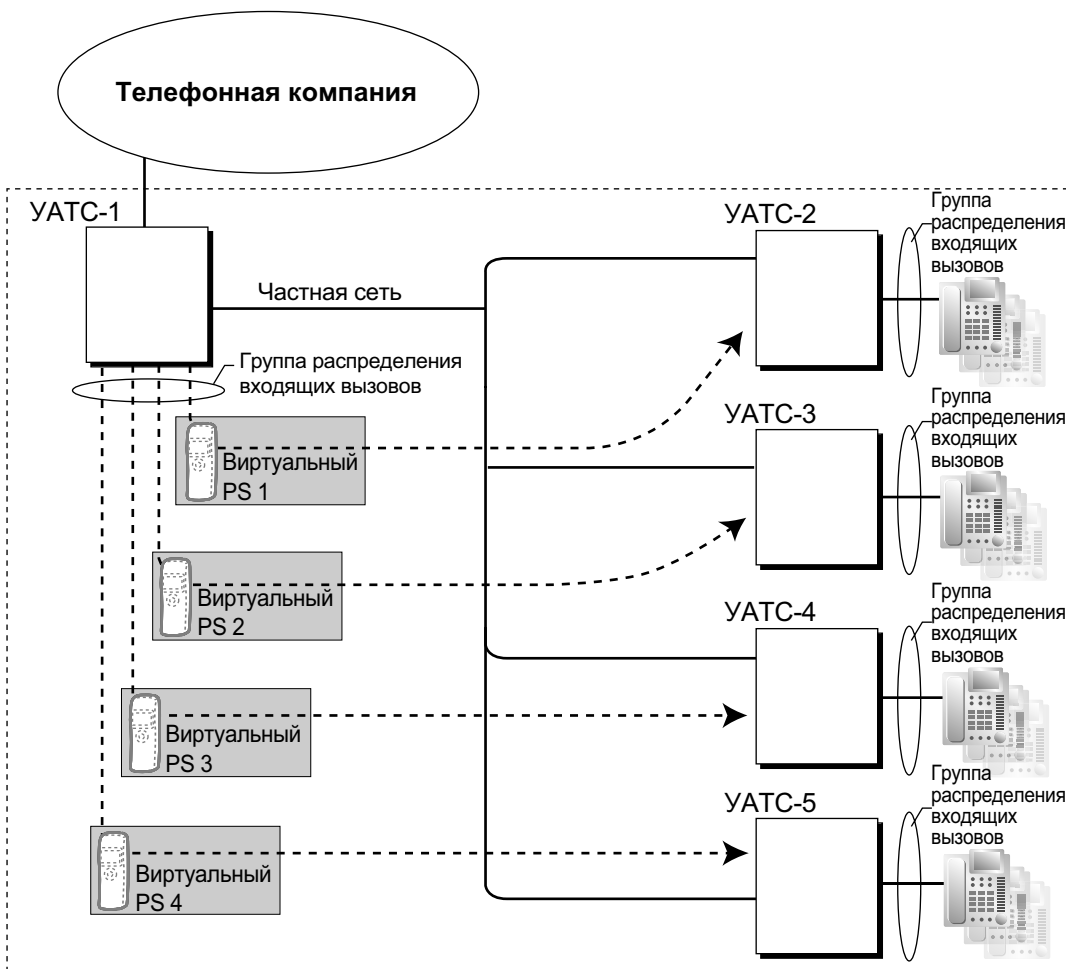 Телефонная компания
УАТС-1
УАТС-2
Группа
распределения
входящих
вызовов
Частная сеть
Группа распределения
входящих вызовов
УАТС-3
Группа
распределения
входящих
вызовов
Виртуальный
PS 1
УАТС-4
Группа
распределения
входящих
вызовов
Виртуальный
PS 2
Виртуальный
PS 3
УАТС-5
Группа
распределения
входящих
вызовов
Виртуальный
PS 4